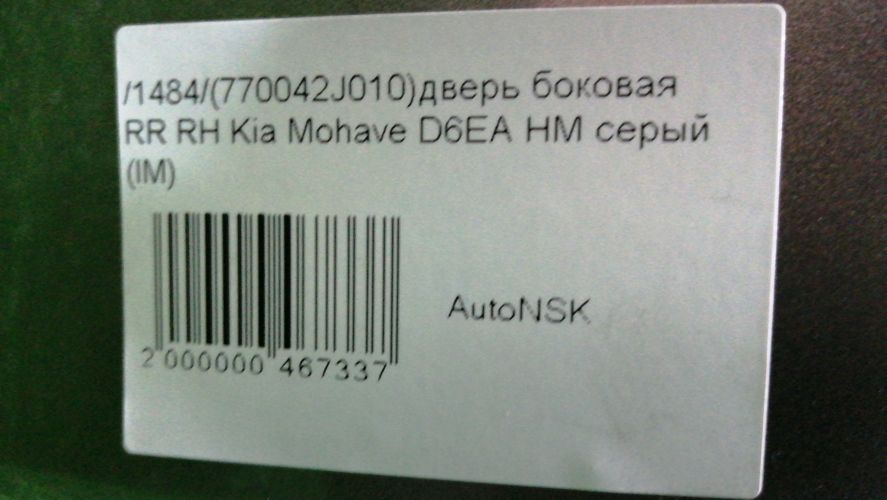 /1484/(770042J010)дверь боковая
RR RH Kia Mohave D6EA HM серый
(IM)
AutoNSK
2 000000 467337